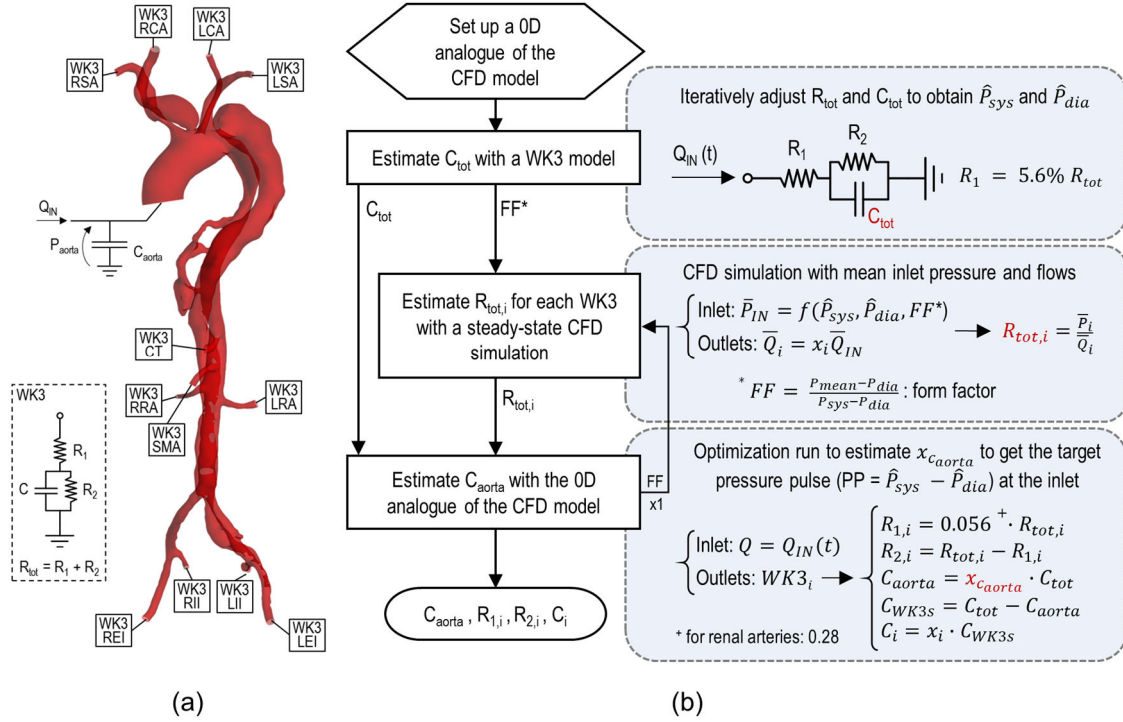 WK3
RCA
WK3
LCA
WK3
RSA
WK3
LSA
Q_IN
P_aorta
C_aorta
WK3
CT
WK3
RRA
WK3
SMA
WK3
LRA
WK3
R₁
C
R₂
R_tot = R₁ + R₂
WK3
REI
WK3
RII
WK3
LII
WK3
LEI
(a)
Set up a 0D
analogue of the
CFD model
Estimate C_tot with a WK3 model
C_tot
FF*
Estimate R_tot,i for each WK3
with a steady-state CFD
simulation
R_tot,i
Estimate C_aorta with the 0D
analogue of the CFD model
FF
x1
C_aorta , R_1,i , R_2,i , C_i
Iteratively adjust R_tot and C_tot to obtain P̂_sys and P̂_dia
Q_IN (t)
R₁
R₂
C_tot
R₁ = 5.6% R_tot
CFD simulation with mean inlet pressure and flows
Inlet: P̅_IN = f(P̂_sys, P̂_dia, FF*)
Outlets: Q̅_i = x_i Q̅_IN
R_tot,i = P̅_i / Q̅_i
* FF = (P_mean−P_dia) / (P_sys−P_dia) : form factor
Optimization run to estimate x_C_aorta to get the target
pressure pulse (PP = P̂_sys − P̂_dia) at the inlet
Inlet: Q = Q_IN(t)
Outlets: WK3_i
R_1,i = 0.056 ⁺ · R_tot,i
R_2,i = R_tot,i − R_1,i
C_aorta = x_C_aorta · C_tot
C_WK3s = C_tot − C_aorta
C_i = x_i · C_WK3s
⁺ for renal arteries: 0.28
(b)